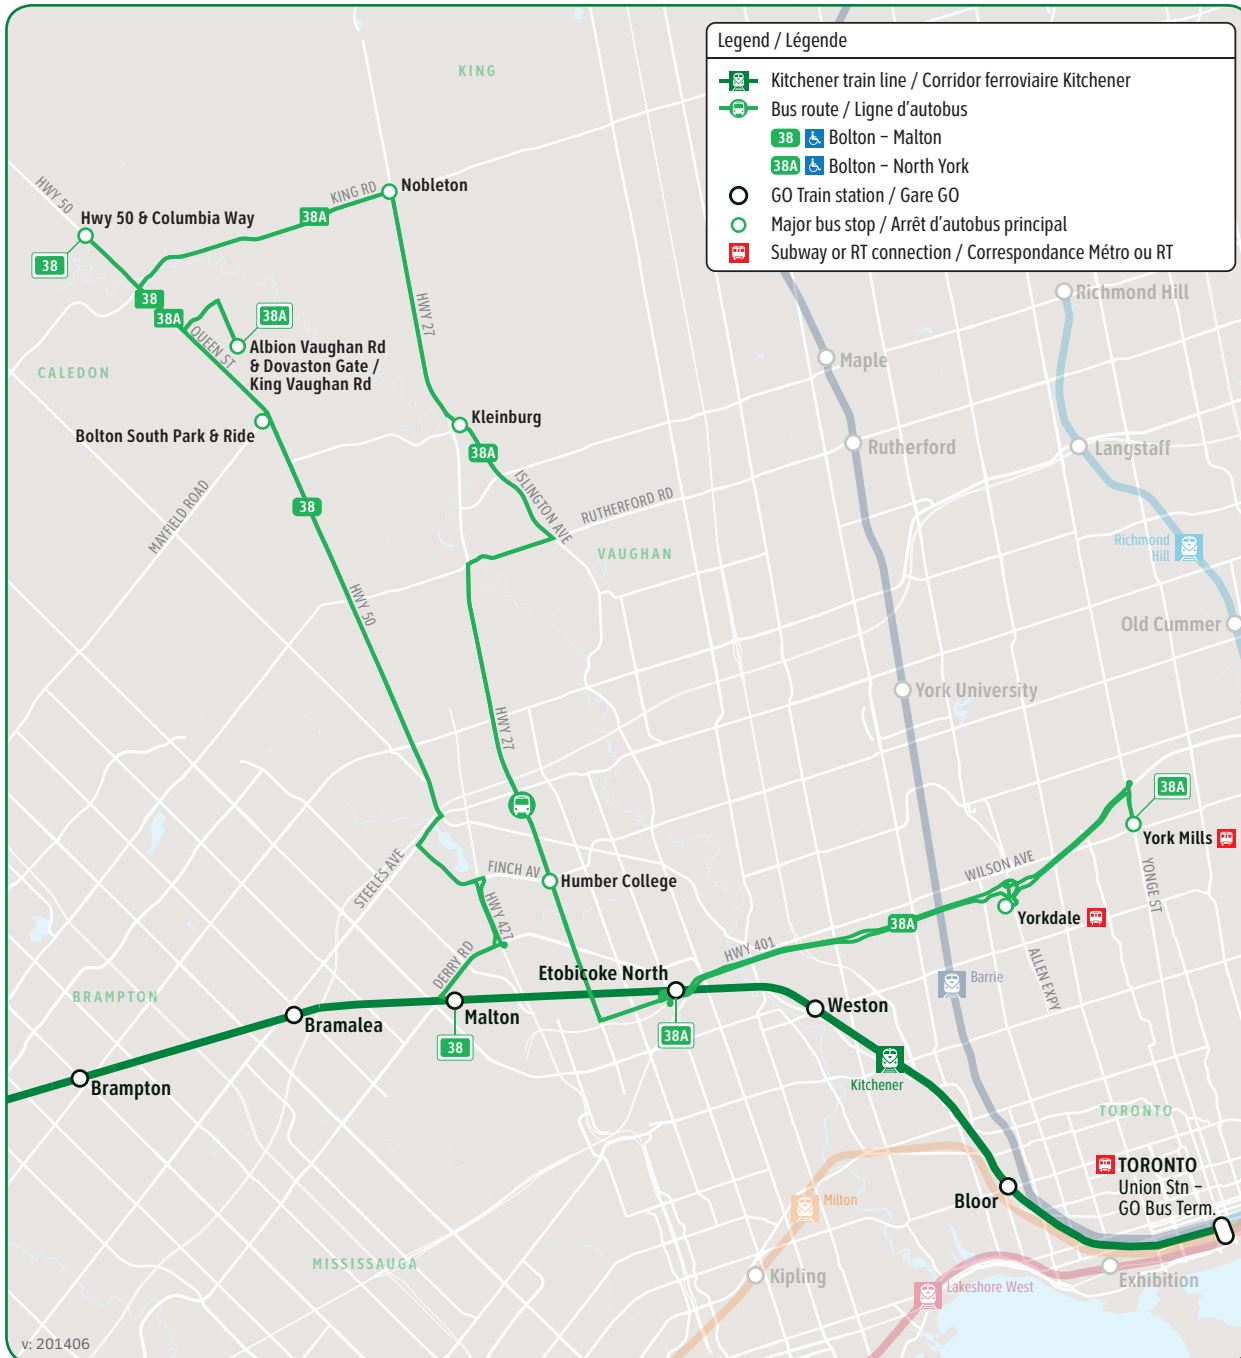 Legend / Légende
Kitchener train line / Corridor ferroviaire Kitchener
Bus route / Ligne d'autobus
38 Bolton – Malton
38A Bolton – North York
GO Train station / Gare GO
Major bus stop / Arrêt d'autobus principal
Subway or RT connection / Correspondance Métro ou RT
KING
HWY 50
KING RD
Nobleton
Hwy 50 & Columbia Way
38A
38
38
38A
38A
QUEEN ST
Albion Vaughan Rd
& Dovaston Gate /
King Vaughan Rd
HWY 27
CALEDON
Richmond Hill
Maple
Kleinburg
Bolton South Park & Ride
38A
Rutherford
Langstaff
ISLINGTON AVE
RUTHERFORD RD
MAYFIELD ROAD
38
VAUGHAN
Richmond
Hill
HWY 50
Old Cummer
York University
HWY 27
38A
York Mills
STEELES AVE
FINCH AV
Humber College
WILSON AVE
YONGE ST
HWY 427
Yorkdale
38A
HWY 401
DERRY RD
ALLEN EXPY
Etobicoke North
Barrie
BRAMPTON
Bramalea
Malton
Weston
38
38A
Kitchener
Brampton
TORONTO
TORONTO
Union Stn –
GO Bus Term.
Bloor
Milton
MISSISSAUGA
Kipling
Exhibition
Lakeshore West
v: 201406